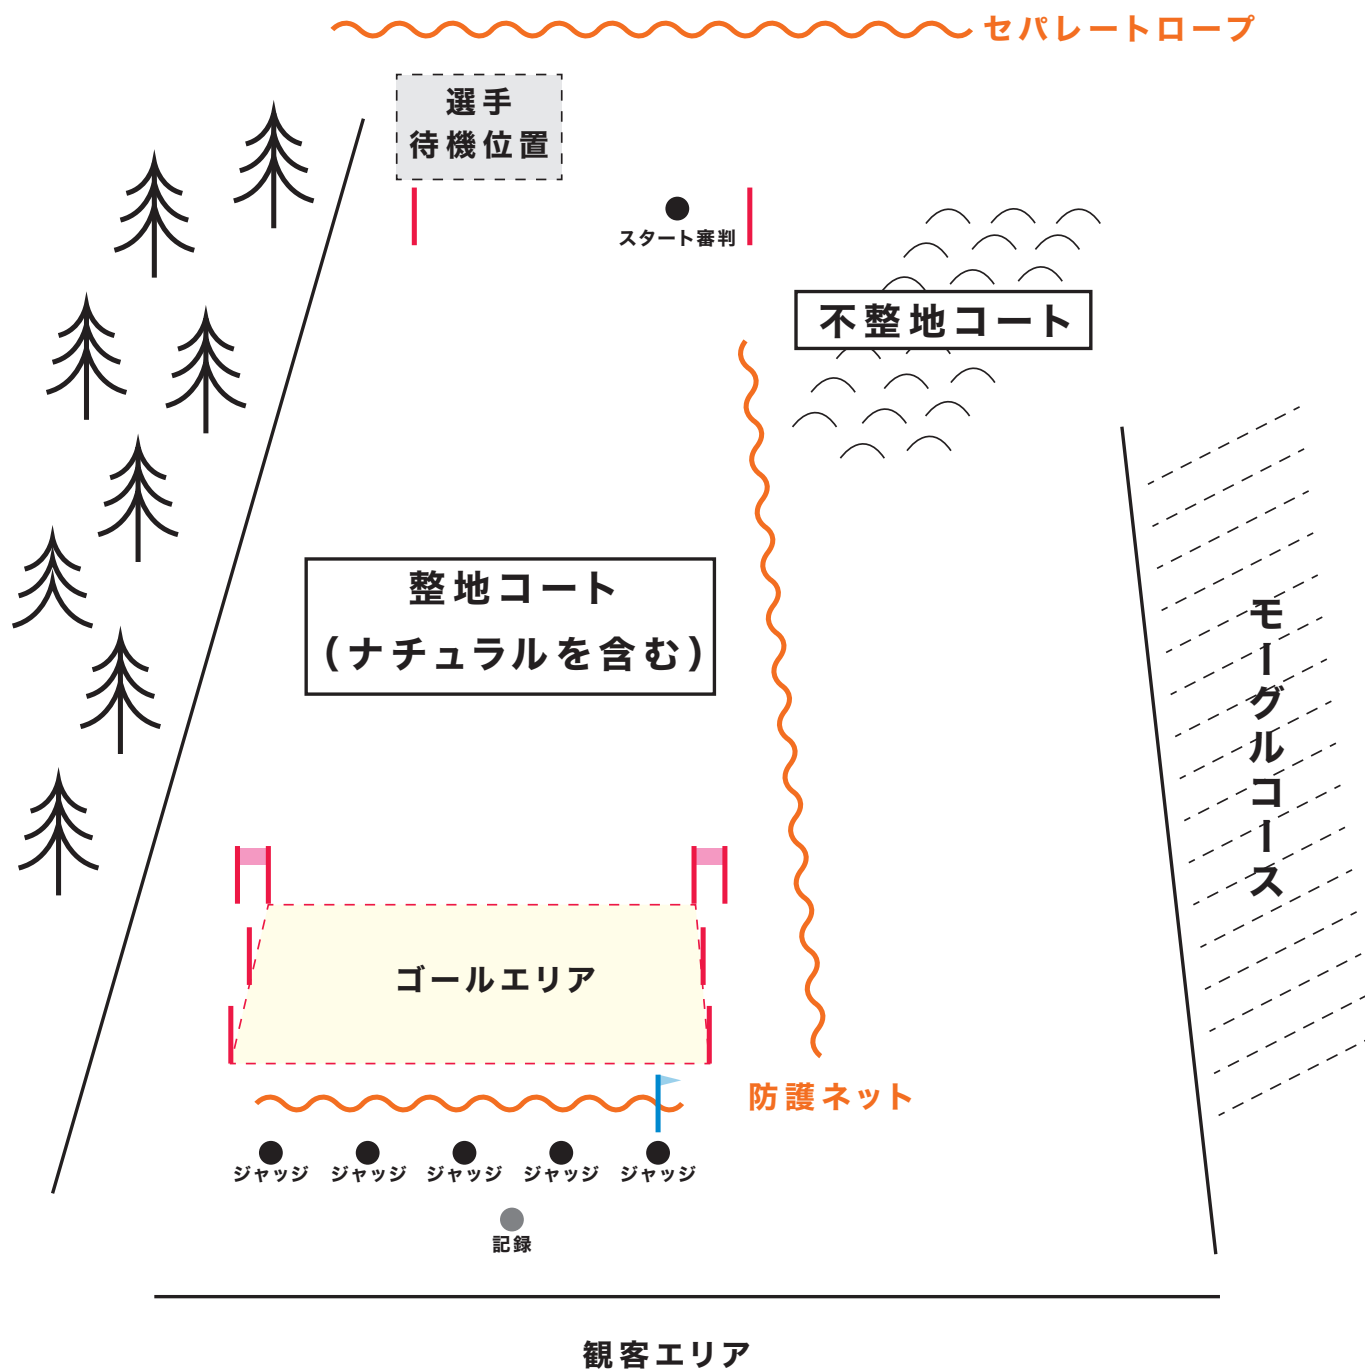 セパレートロープ
選手
待機位置
スタート審判
不整地コート
整地コート
(ナチュラルを含む)
モーグルコース
ゴールエリア
防護ネット
ジャッジ ジャッジ ジャッジ ジャッジ ジャッジ
記録
観客エリア